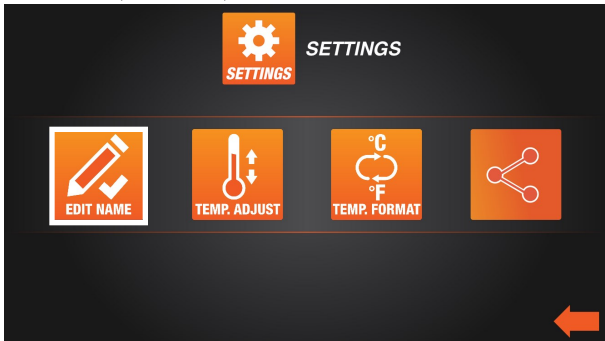 SETTINGS
SETTINGS
EDIT NAME
TEMP. ADJUST
°C
°F
TEMP. FORMAT